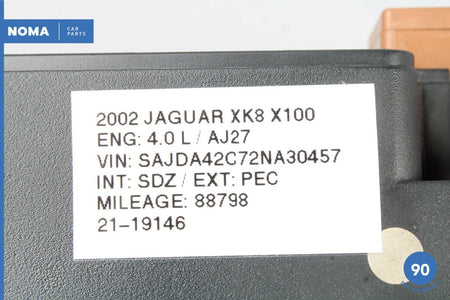 NOMA CAR
PARTS
2002 JAGUAR XK8 X100
ENG: 4.0 L / AJ27
VIN: SAJDA42C72NA30457
INT: SDZ / EXT: PEC
MILEAGE: 88798
21-19146
90